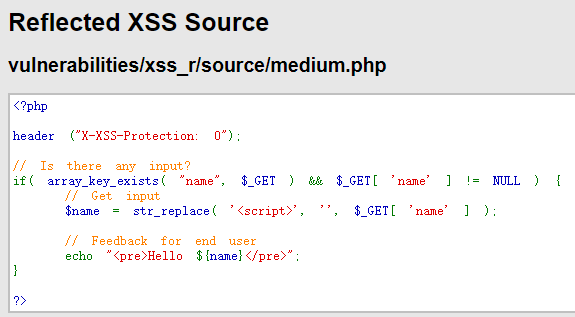 Reflected XSS Source
vulnerabilities/xss_r/source/medium.php
<?php
header ("X-XSS-Protection: 0");
// Is there any input?
if( array_key_exists( "name", $_GET ) && $_GET[ 'name' ] != NULL ) {
// Get input
$name = str_replace( '<script>', '', $_GET[ 'name' ] );
// Feedback for end user
echo "<pre>Hello ${name}</pre>";
}
?>